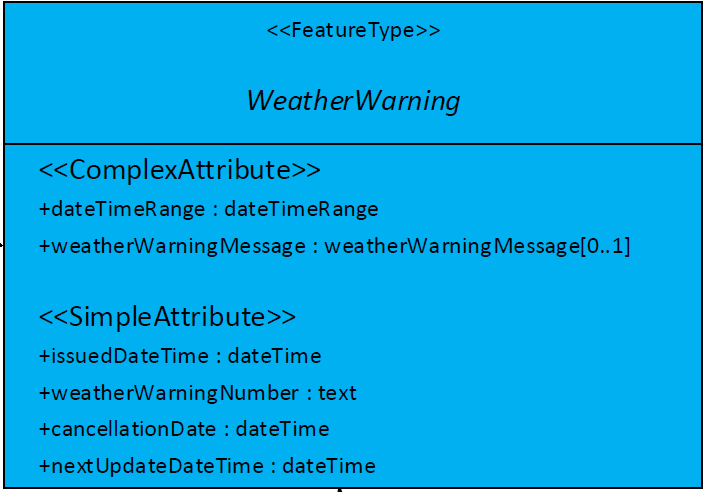 <<FeatureType>>
WeatherWarning
<<ComplexAttribute>>
+dateTimeRange : dateTimeRange
+weatherWarningMessage : weatherWarningMessage[0..1]
<<SimpleAttribute>>
+issuedDateTime : dateTime
+weatherWarningNumber : text
+cancellationDate : dateTime
+nextUpdateDateTime : dateTime